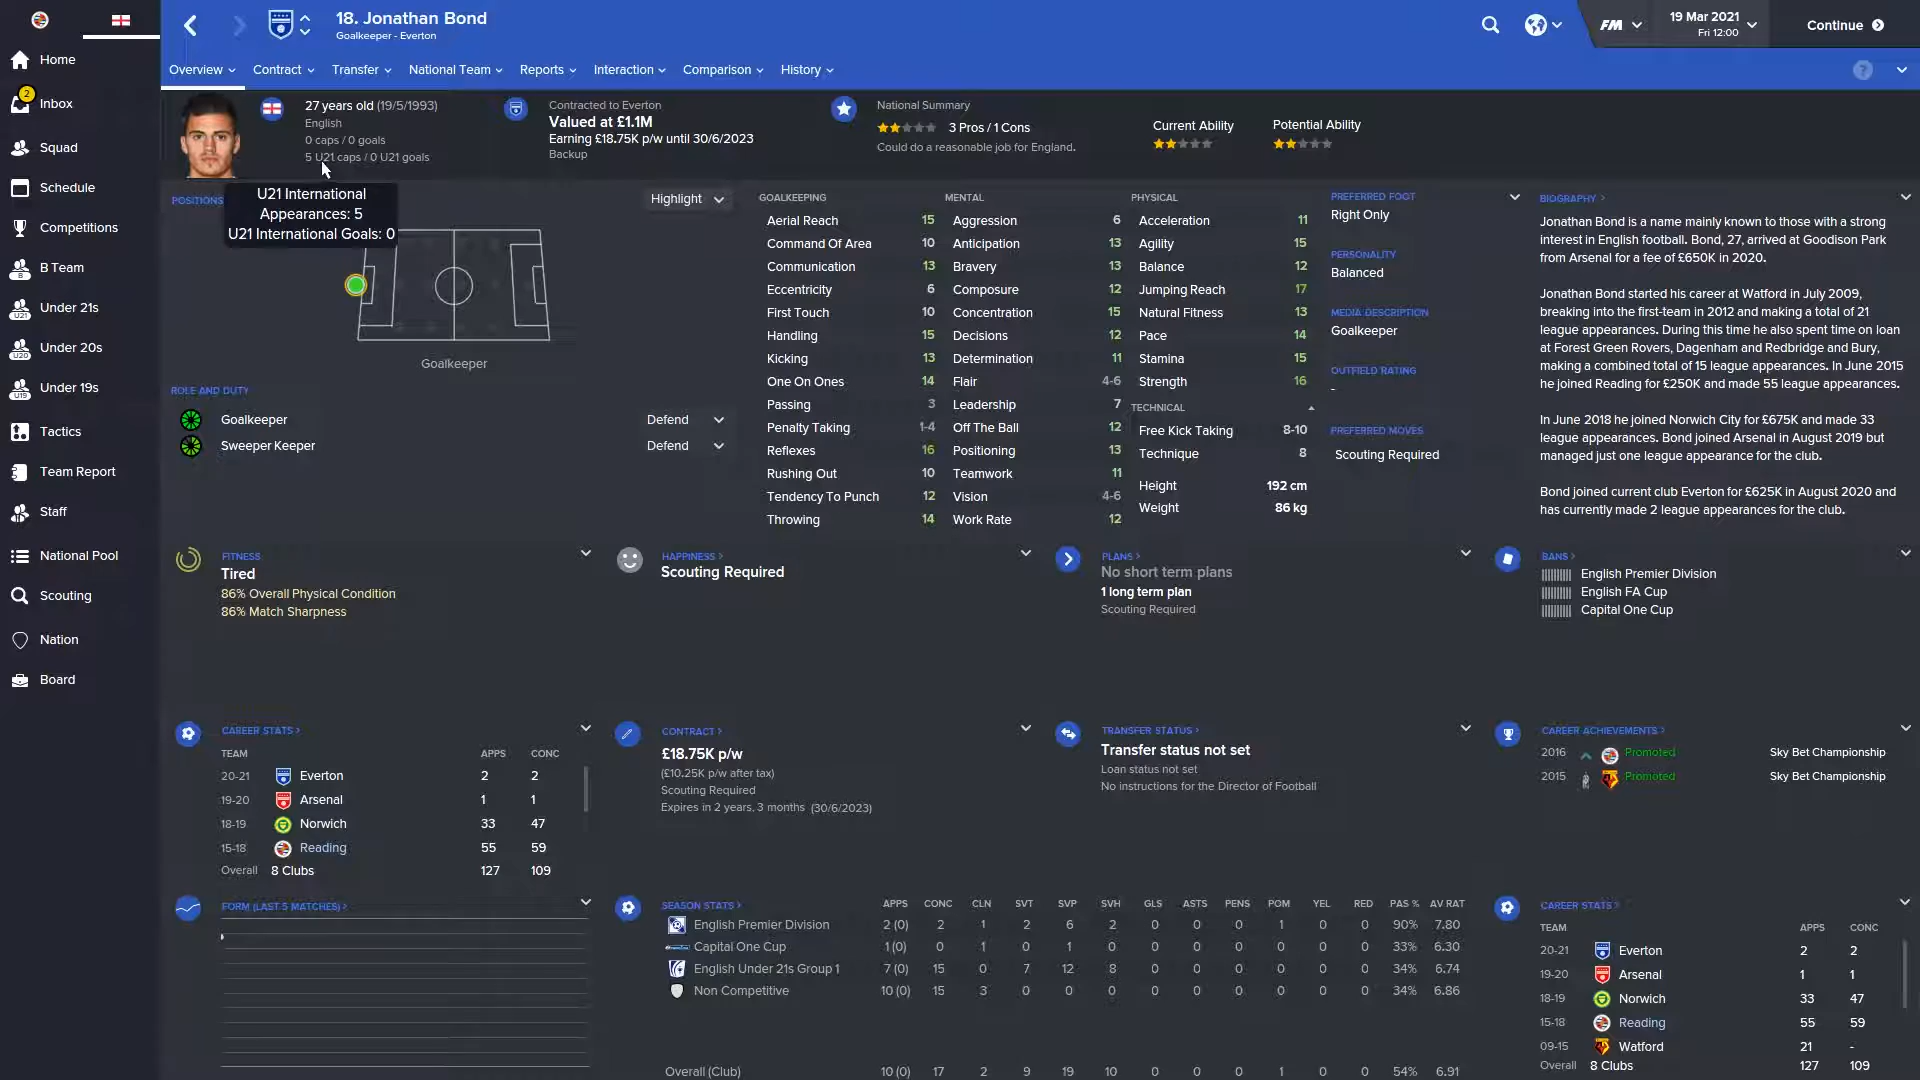 18. Jonathan Bond
Goalkeeper - Everton
FM
19 Mar 2021
Fri 12:00
Continue
Home
2
Inbox
Squad
Schedule
Competitions
B
B Team
U21
Under 21s
U20
Under 20s
U19
Under 19s
Tactics
Team Report
Staff
National Pool
Scouting
Nation
Board
Overview
Contract
Transfer
National Team
Reports
Interaction
Comparison
History
?
27 years old (19/5/1993)
English
0 caps / 0 goals
5 U21 caps / 0 U21 goals
Contracted to Everton
Valued at £1.1M
Earning £18.75K p/w until 30/6/2023
Backup
National Summary
3 Pros / 1 Cons
Could do a reasonable job for England.
Current Ability
Potential Ability
POSITIONS
U21 International
Appearances: 5
U21 International Goals: 0
Highlight
Goalkeeper
ROLE AND DUTY
Goalkeeper Defend
Sweeper Keeper Defend
GOALKEEPING
Aerial Reach 15
Command Of Area 10
Communication 13
Eccentricity 6
First Touch 10
Handling 15
Kicking 13
One On Ones 14
Passing 3
Penalty Taking 1-4
Reflexes 16
Rushing Out 10
Tendency To Punch 12
Throwing 14
MENTAL
Aggression 6
Anticipation 13
Bravery 13
Composure 12
Concentration 15
Decisions 12
Determination 11
Flair 4-6
Leadership 7
Off The Ball 12
Positioning 13
Teamwork 11
Vision 4-6
Work Rate 12
PHYSICAL
Acceleration 11
Agility 15
Balance 12
Jumping Reach 17
Natural Fitness 13
Pace 14
Stamina 15
Strength 16
TECHNICAL
Free Kick Taking 8-10
Technique 8
Height 192 cm
Weight 86 kg
PREFERRED FOOT
Right Only
PERSONALITY
Balanced
MEDIA DESCRIPTION
Goalkeeper
OUTFIELD RATING
-
PREFERRED MOVES
Scouting Required
BIOGRAPHY >
Jonathan Bond is a name mainly known to those with a strong
interest in English football. Bond, 27, arrived at Goodison Park
from Arsenal for a fee of £650K in 2020.
Jonathan Bond started his career at Watford in July 2009,
breaking into the first-team in 2012 and making a total of 21
league appearances. During this time he also spent time on loan
at Forest Green Rovers, Dagenham and Redbridge and Bury,
making a combined total of 15 league appearances. In June 2015
he joined Reading for £250K and made 55 league appearances.
In June 2018 he joined Norwich City for £675K and made 33
league appearances. Bond joined Arsenal in August 2019 but
managed just one league appearance for the club.
Bond joined current club Everton for £625K in August 2020 and
has currently made 2 league appearances for the club.
FITNESS
Tired
86% Overall Physical Condition
86% Match Sharpness
HAPPINESS >
Scouting Required
PLANS >
No short term plans
1 long term plan
Scouting Required
BANS >
English Premier Division
English FA Cup
Capital One Cup
CAREER STATS >
TEAM APPS CONC
20-21 Everton 2 2
19-20 Arsenal 1 1
18-19 Norwich 33 47
15-18 Reading 55 59
Overall 8 Clubs 127 109
CONTRACT >
£18.75K p/w
(£10.25K p/w after tax)
Scouting Required
Expires in 2 years, 3 months (30/6/2023)
TRANSFER STATUS >
Transfer status not set
Loan status not set
No instructions for the Director of Football
CAREER ACHIEVEMENTS >
2016 Promoted Sky Bet Championship
2015 Promoted Sky Bet Championship
FORM (LAST 5 MATCHES) >
SEASON STATS > APPS CONC CLN SVT SVP SVH GLS ASTS PENS POM YEL RED PAS % AV RAT
English Premier Division 2 (0) 2 1 2 6 2 0 0 0 1 0 0 90% 7.80
Capital One Cup 1 (0) 0 1 0 1 0 0 0 0 0 0 0 33% 6.30
English Under 21s Group 1 7 (0) 15 0 7 12 8 0 0 0 0 0 0 34% 6.74
Non Competitive 10 (0) 15 3 0 0 0 0 0 0 0 0 0 34% 6.86
Overall (Club) 10 (0) 17 2 9 19 10 0 0 0 1 0 0 54% 6.91
CAREER STATS >
TEAM APPS CONC
20-21 Everton 2 2
19-20 Arsenal 1 1
18-19 Norwich 33 47
15-18 Reading 55 59
09-15 Watford 21 -
Overall 8 Clubs 127 109